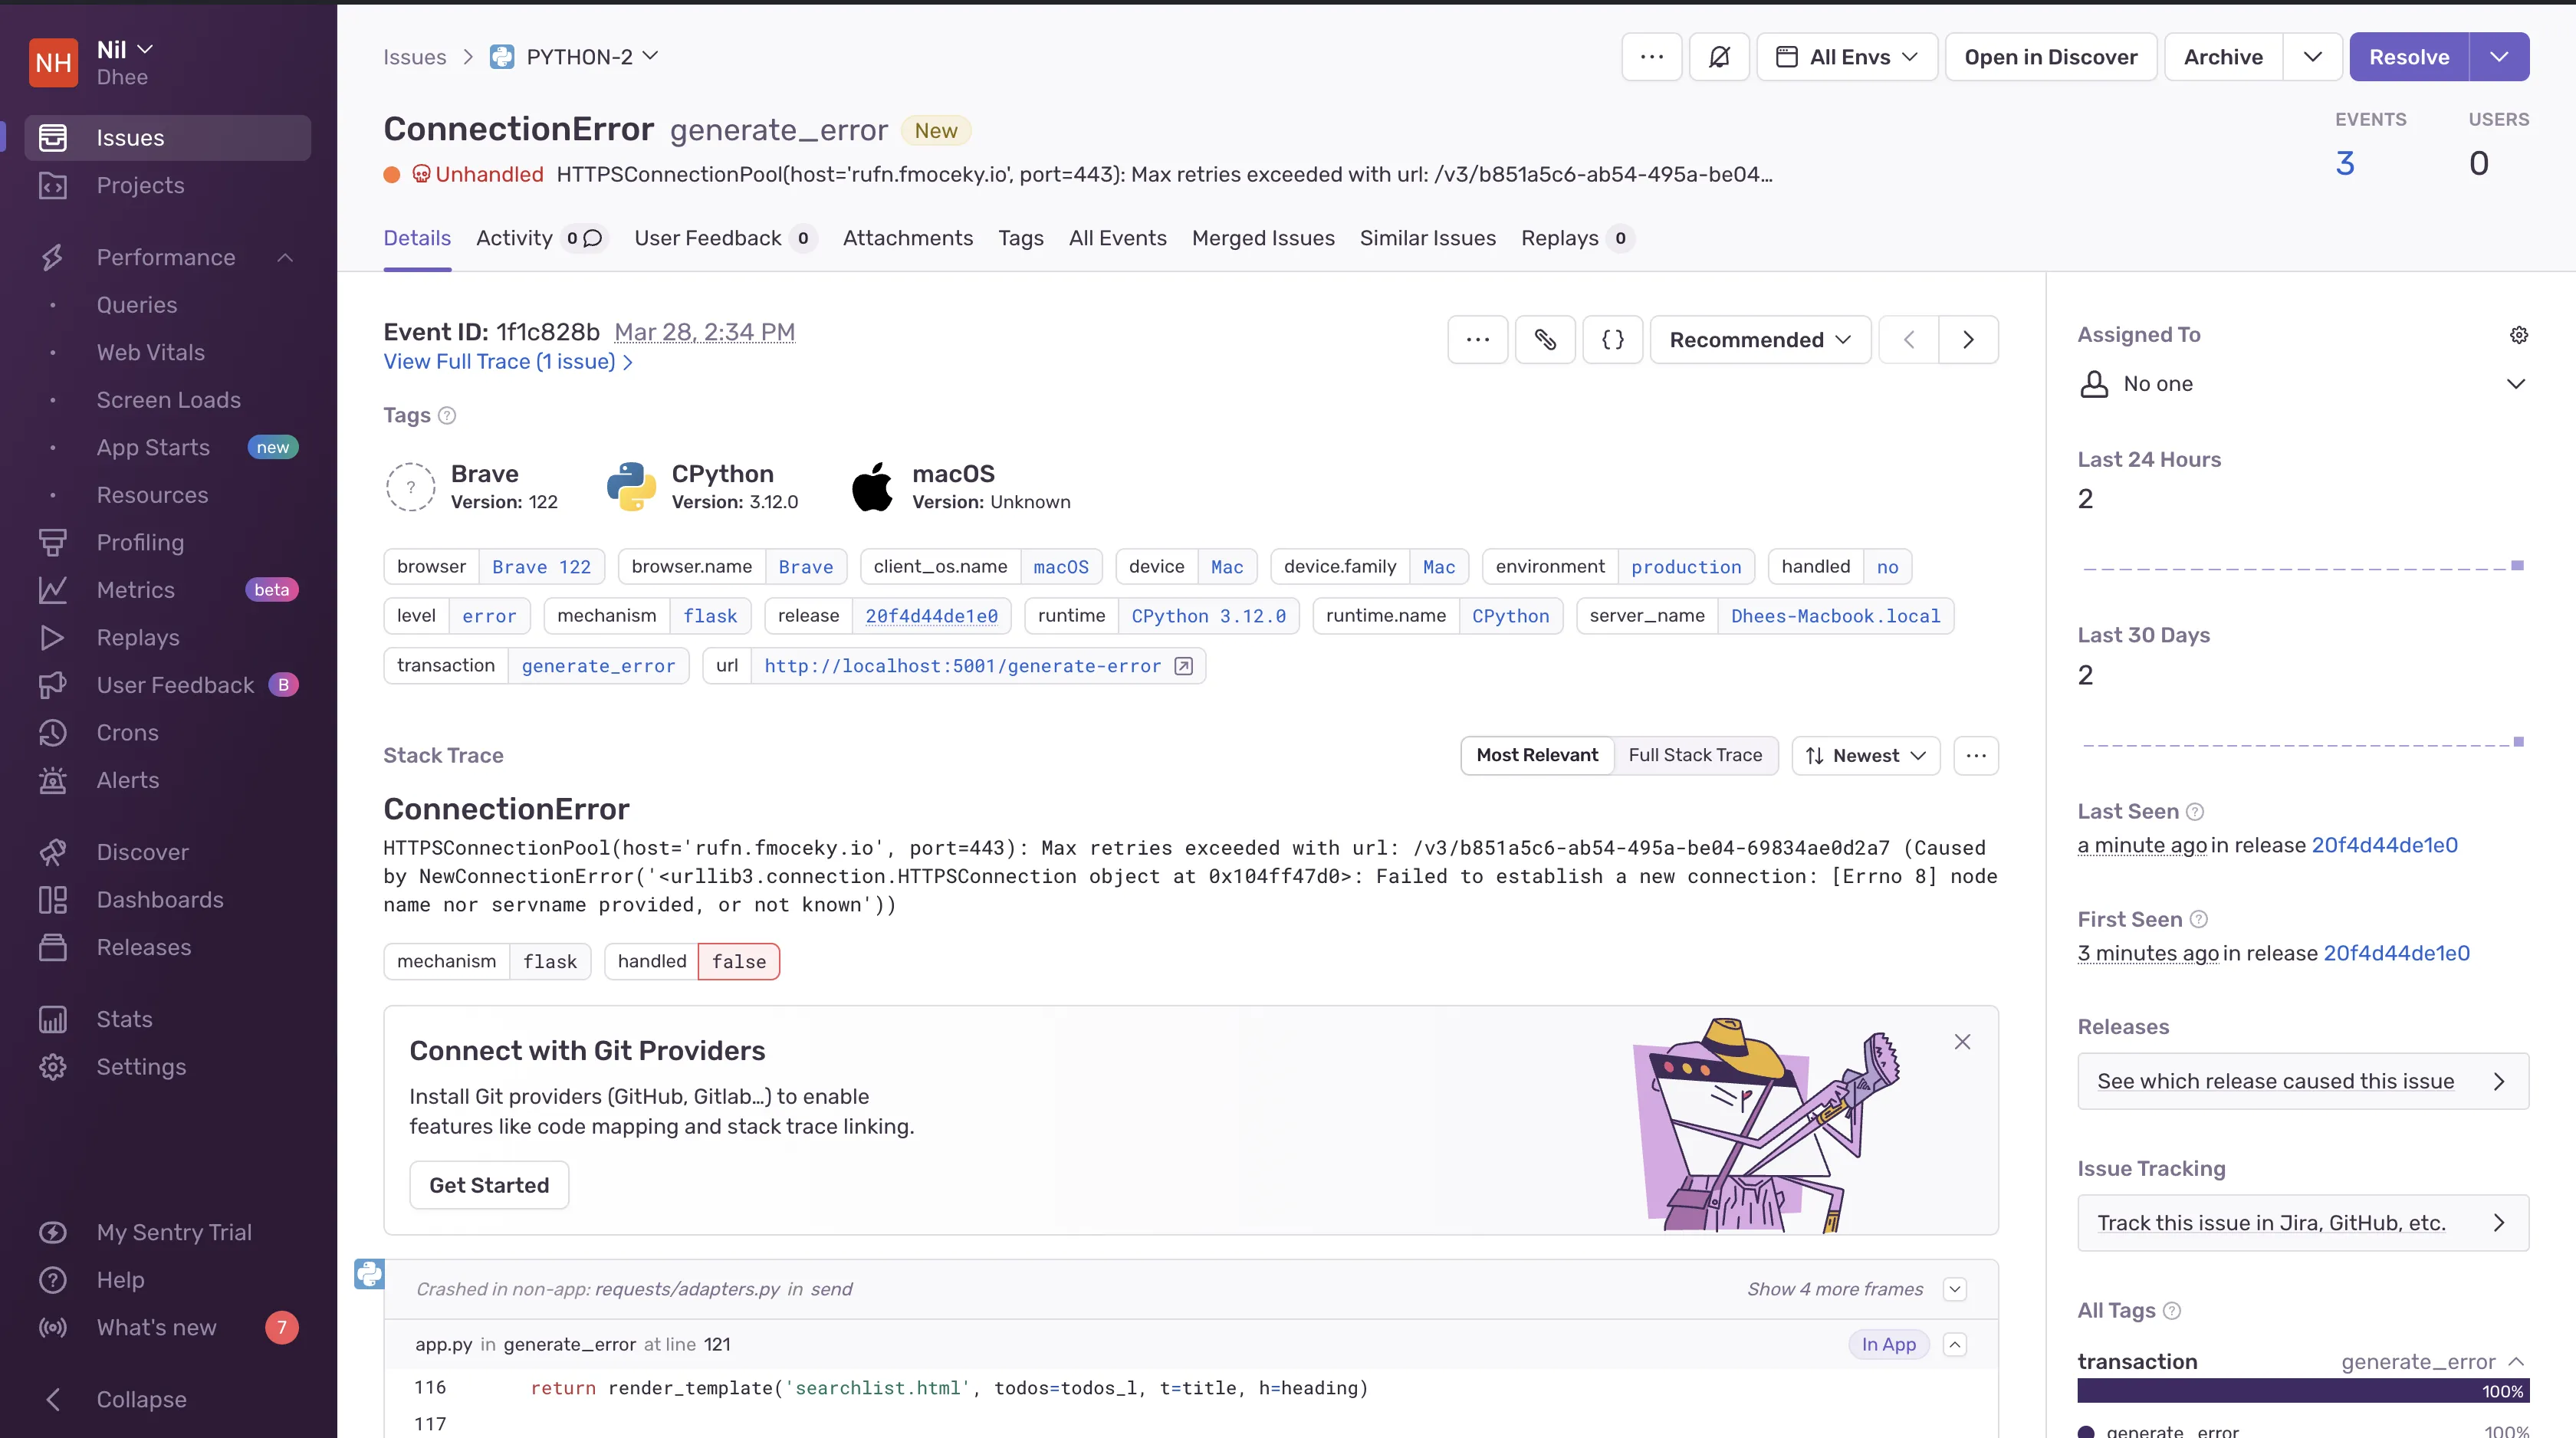 NH
Nil
Dhee
Issues
Projects
Performance
Queries
Web Vitals
Screen Loads
App Starts new
Resources
Profiling
Metrics beta
Replays
User Feedback B
Crons
Alerts
Discover
Dashboards
Releases
Stats
Settings
My Sentry Trial
Help
What's new 7
Collapse
Issues > PYTHON-2
... All Envs Open in Discover Archive Resolve
ConnectionError generate_error New
EVENTS USERS
Unhandled HTTPSConnectionPool(host='rufn.fmoceky.io', port=443): Max retries exceeded with url: /v3/b851a5c6-ab54-495a-be04…
3 0
Details Activity 0 User Feedback 0 Attachments Tags All Events Merged Issues Similar Issues Replays 0
Event ID: 1f1c828b Mar 28, 2:34 PM
View Full Trace (1 issue) >
... {} Recommended < >
Tags ?
? Brave CPython macOS
Version: 122 Version: 3.12.0 Version: Unknown
browser Brave 122 browser.name Brave client_os.name macOS device Mac device.family Mac environment production handled no
level error mechanism flask release 20f4d44de1e0 runtime CPython 3.12.0 runtime.name CPython server_name Dhees-Macbook.local
transaction generate_error url http://localhost:5001/generate-error
Stack Trace Most Relevant Full Stack Trace Newest ...
ConnectionError
HTTPSConnectionPool(host='rufn.fmoceky.io', port=443): Max retries exceeded with url: /v3/b851a5c6-ab54-495a-be04-69834ae0d2a7 (Caused
by NewConnectionError('<urllib3.connection.HTTPSConnection object at 0x104ff47d0>: Failed to establish a new connection: [Errno 8] node
name nor servname provided, or not known'))
mechanism flask handled false
Connect with Git Providers
Install Git providers (GitHub, Gitlab…) to enable
features like code mapping and stack trace linking.
Get Started
Crashed in non-app: requests/adapters.py in send Show 4 more frames
app.py in generate_error at line 121 In App
116 return render_template('searchlist.html', todos=todos_l, t=title, h=heading)
117
Assigned To
No one
Last 24 Hours
2
Last 30 Days
2
Last Seen ?
a minute ago in release 20f4d44de1e0
First Seen ?
3 minutes ago in release 20f4d44de1e0
Releases
See which release caused this issue >
Issue Tracking
Track this issue in Jira, GitHub, etc. >
All Tags ?
transaction generate_error
100%
generate_error 100%